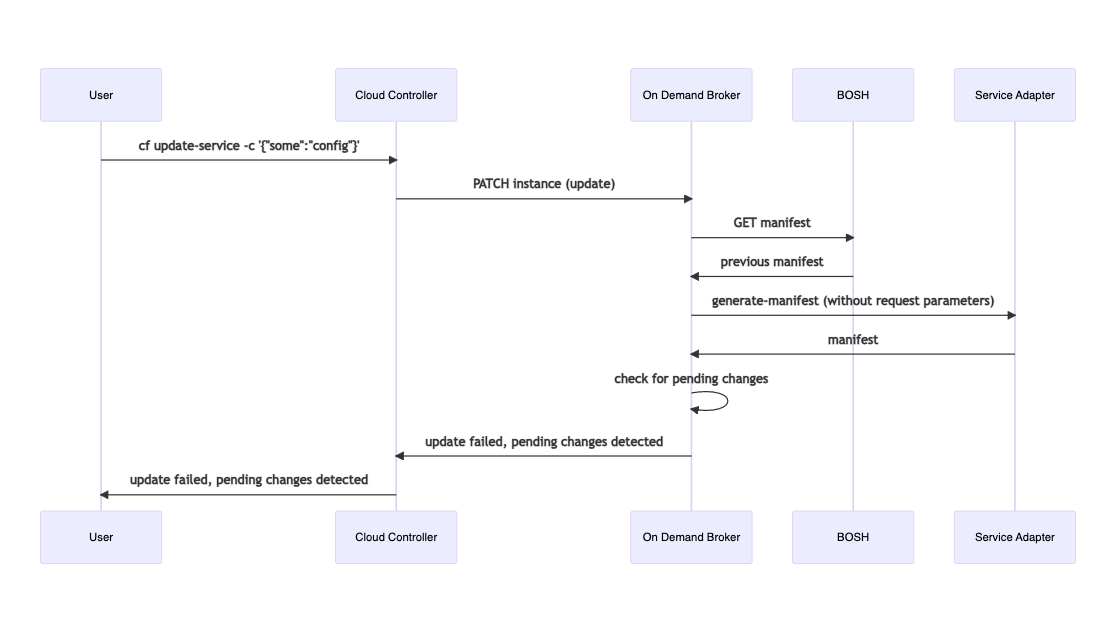 User
Cloud Controller
On Demand Broker
BOSH
Service Adapter
cf update-service -c '{"some":"config"}'
PATCH instance (update)
GET manifest
previous manifest
generate-manifest (without request parameters)
manifest
check for pending changes
update failed, pending changes detected
update failed, pending changes detected
User
Cloud Controller
On Demand Broker
BOSH
Service Adapter